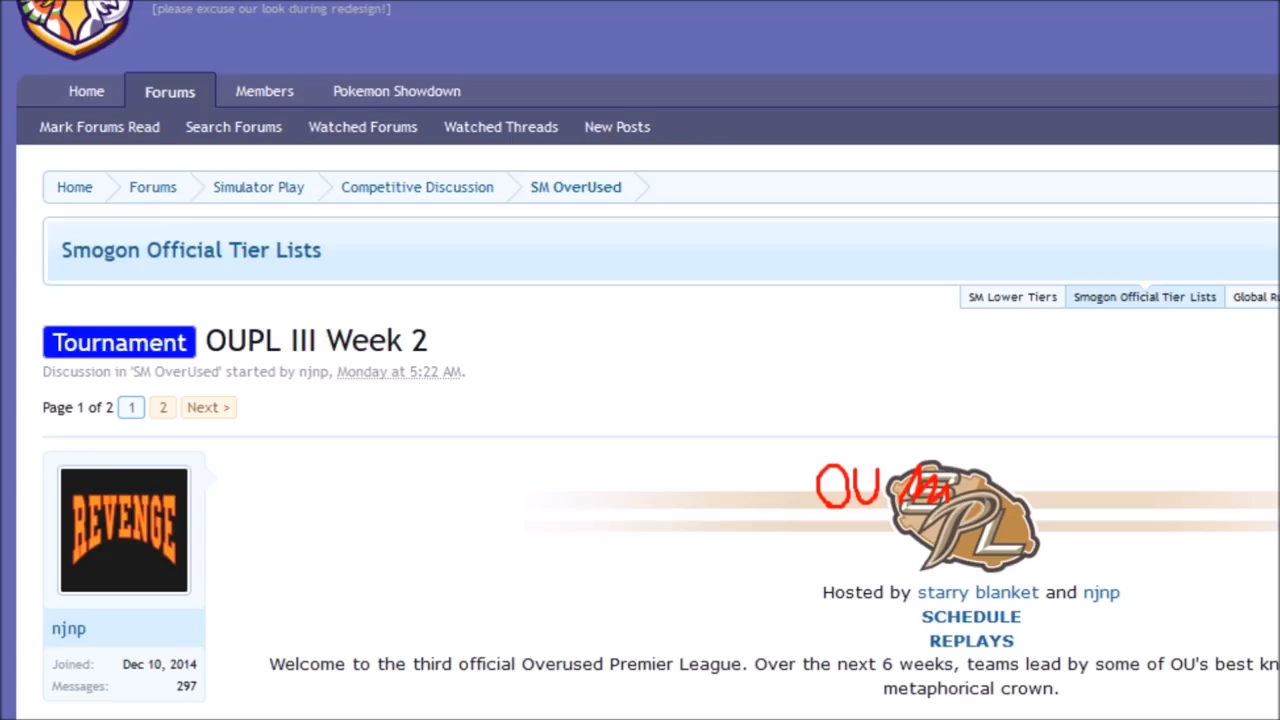 [please excuse our look during redesign!]
Home Forums Members Pokemon Showdown
Mark Forums Read Search Forums Watched Forums Watched Threads New Posts
Home Forums Simulator Play Competitive Discussion SM OverUsed
Smogon Official Tier Lists
SM Lower Tiers Smogon Official Tier Lists Global
Tournament OUPL III Week 2
Discussion in 'SM OverUsed' started by njnp, Monday at 5:22 AM.
Page 1 of 2 1 2 Next >
REVENGE
OU
PL
Hosted by starry blanket and njnp
SCHEDULE
REPLAYS
njnp
Joined: Dec 10, 2014
Messages: 297
Welcome to the third official Overused Premier League. Over the next 6 weeks, teams lead by some of OU's best
metaphorical crown.